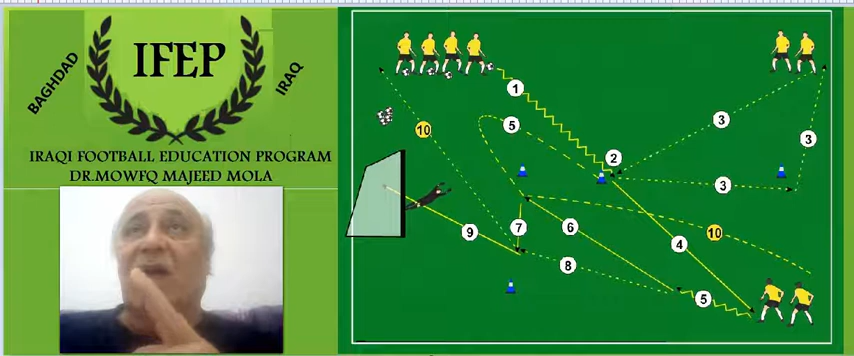 IFEP
BAGHDAD
IRAQ
IRAQI FOOTBALL EDUCATION PROGRAM
DR.MOWFQ MAJEED MOLA
1
2
3
3
3
5
10
4
6
7
8
9
10
5